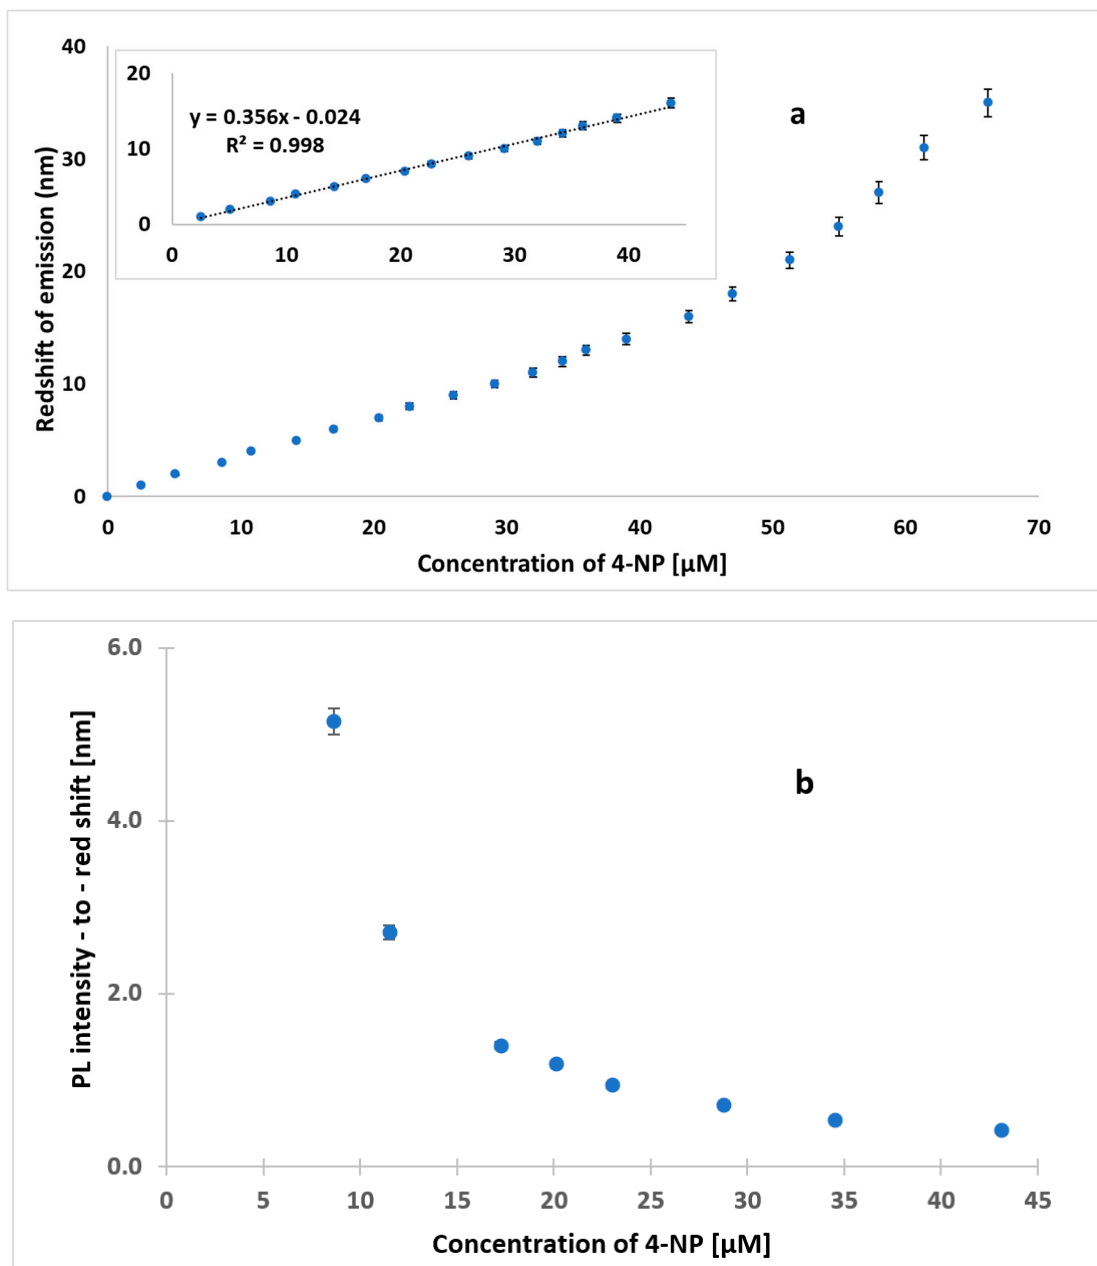 40
20
y = 0.356x - 0.024
R² = 0.998
a
10
0
0 10 20 30 40
30
20
10
0
Redshift of emission (nm)
0 10 20 30 40 50 60 70
Concentration of 4-NP [µM]
6.0
b
4.0
2.0
0.0
PL intensity - to - red shift [nm]
0 5 10 15 20 25 30 35 40 45
Concentration of 4-NP [µM]